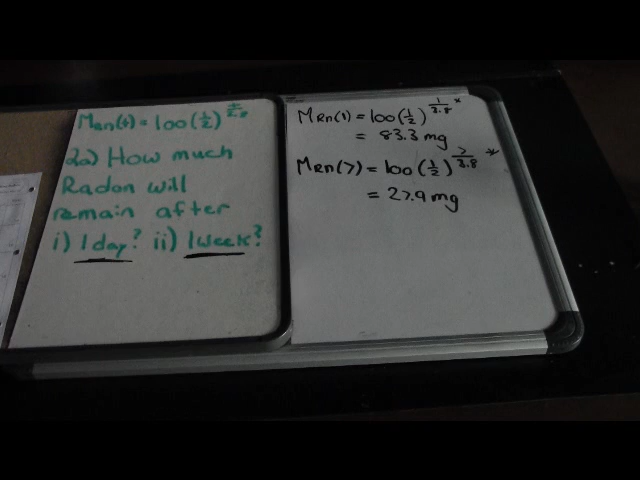 MRn(t) = 100(1/2)^t/3.8
2a) How much
Radon will
remain after
i) 1 day? ii) 1 week?
MRn(1) = 100(1/2)^1/3.8 *
= 83.3 mg
MRn(7) = 100(1/2)^7/3.8 *
= 27.9 mg